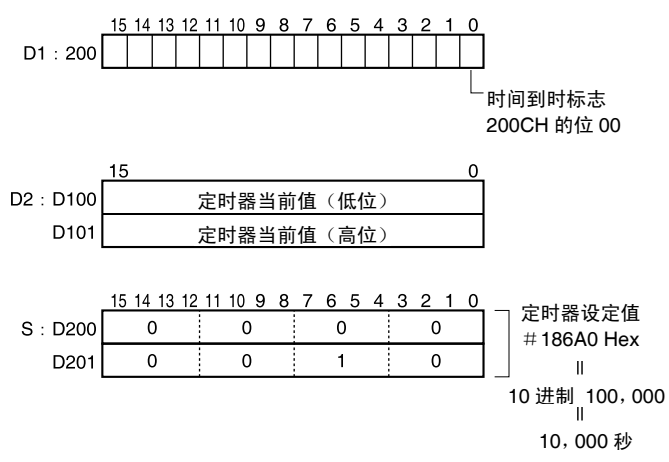 15 14 13 12 11 10 9 8 7 6 5 4 3 2 1 0
D1：200
时间到时标志
200CH 的位 00
15 0
D2：D100 定时器当前值（低位）
D101 定时器当前值（高位）
15 14 13 12 11 10 9 8 7 6 5 4 3 2 1 0
S：D200 0 0 0 0
D201 0 0 1 0
定时器设定值
＃186A0 Hex
=
10 进制 100，000
=
10，000 秒